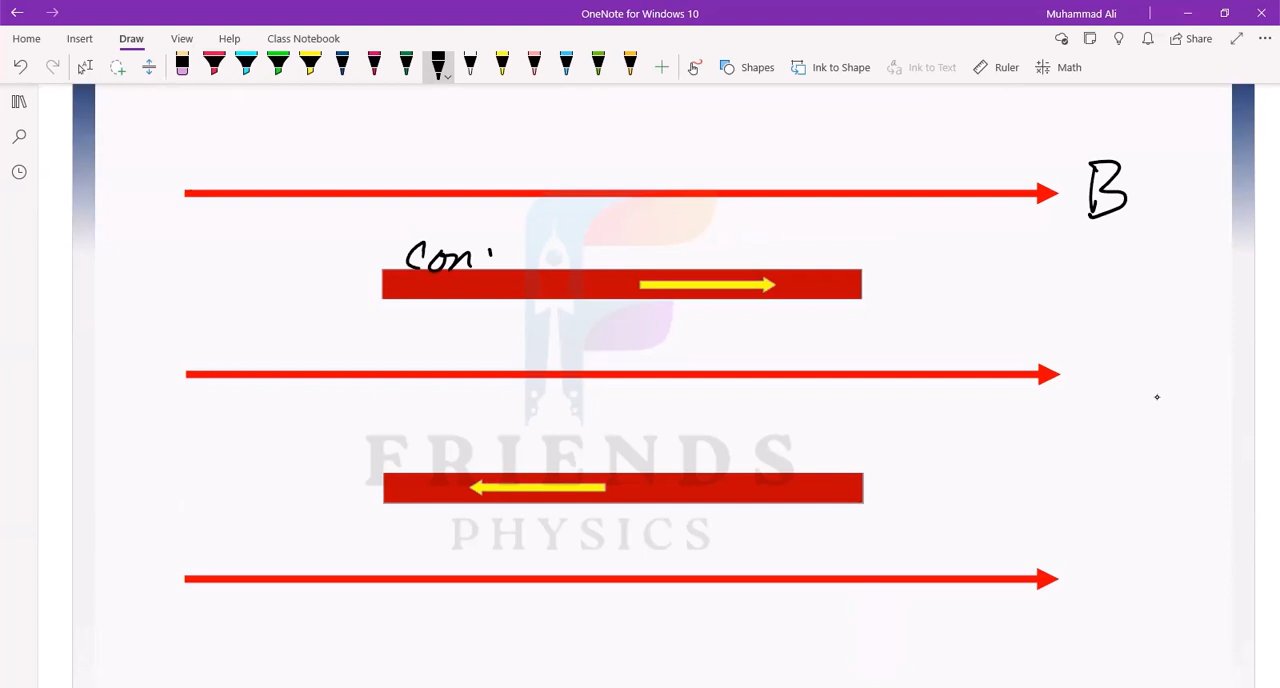 OneNote for Windows 10
Muhammad Ali
Home Insert Draw View Help Class Notebook
Share
Shapes Ink to Shape Ink to Text Ruler Math
B
con
FRIENDS
PHYSICS